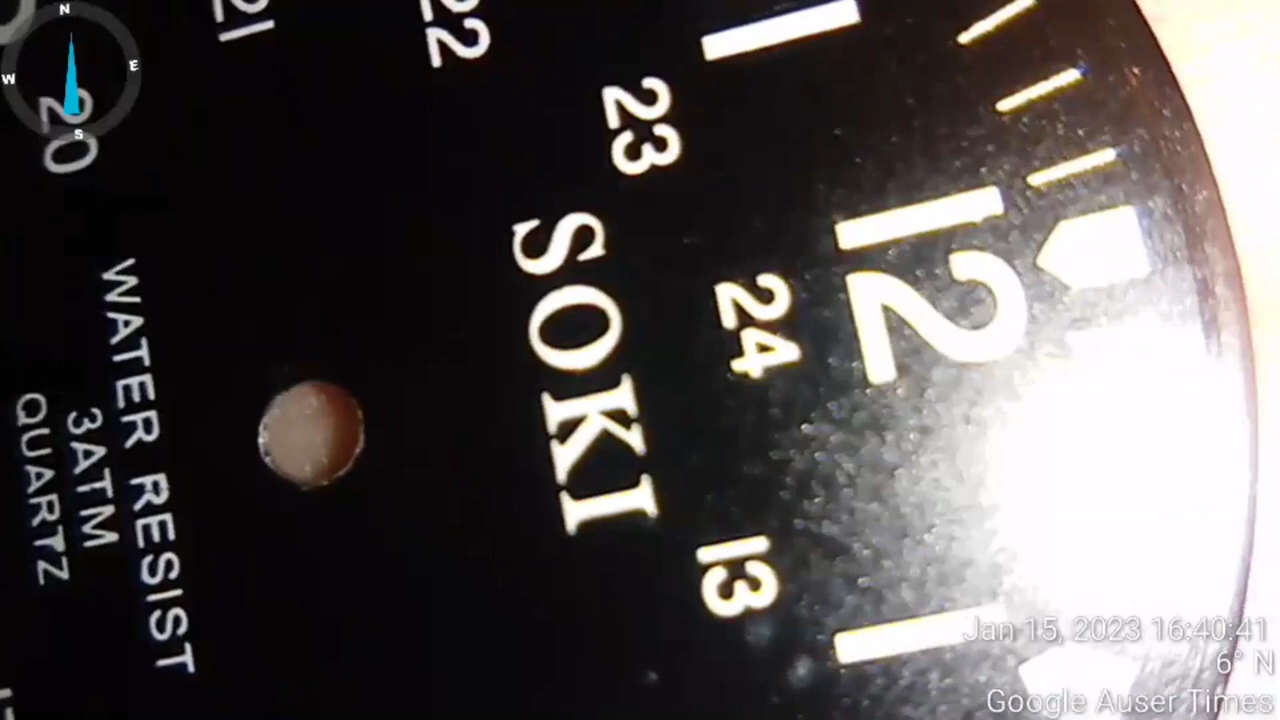 21
22
23
24
13
20
12
SOKI
WATER RESIST
3ATM
QUARTZ
N
W
E
S
Jan 15, 2023 16:40:41
6° N
Google Auser Times